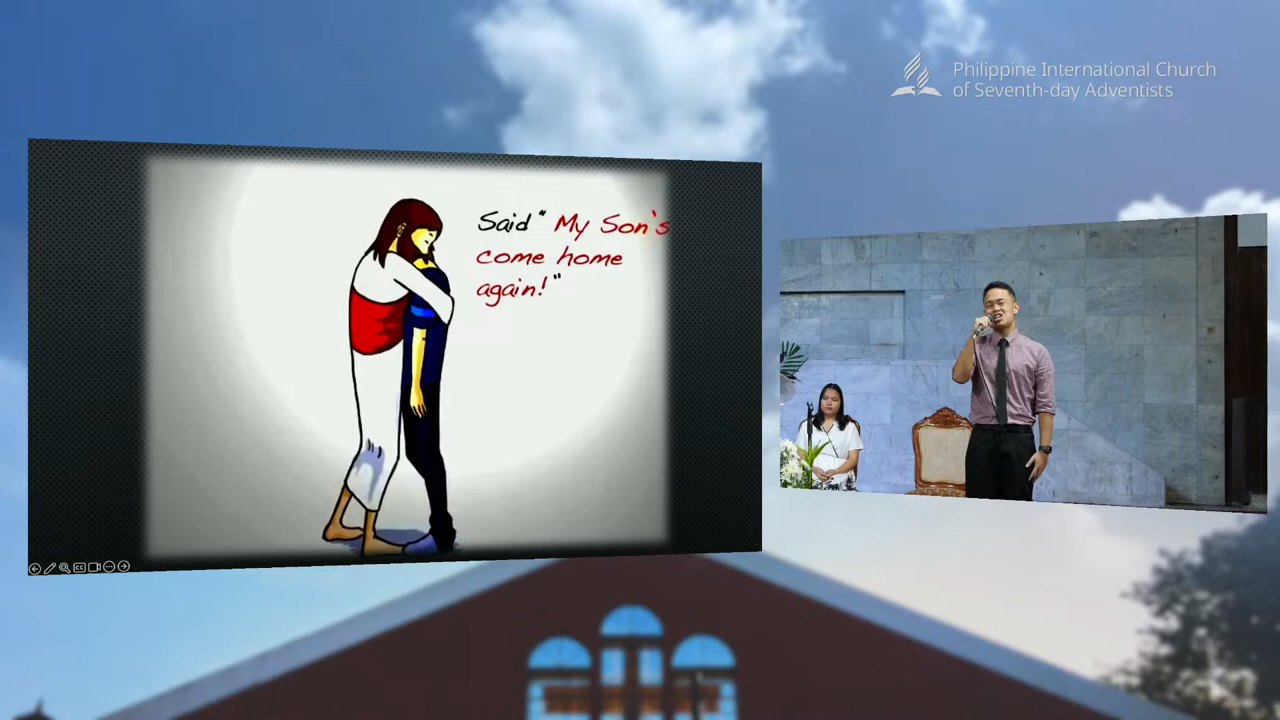 Philippine International Church
of Seventh-day Adventists
Said “ My Son's
come home
again!”